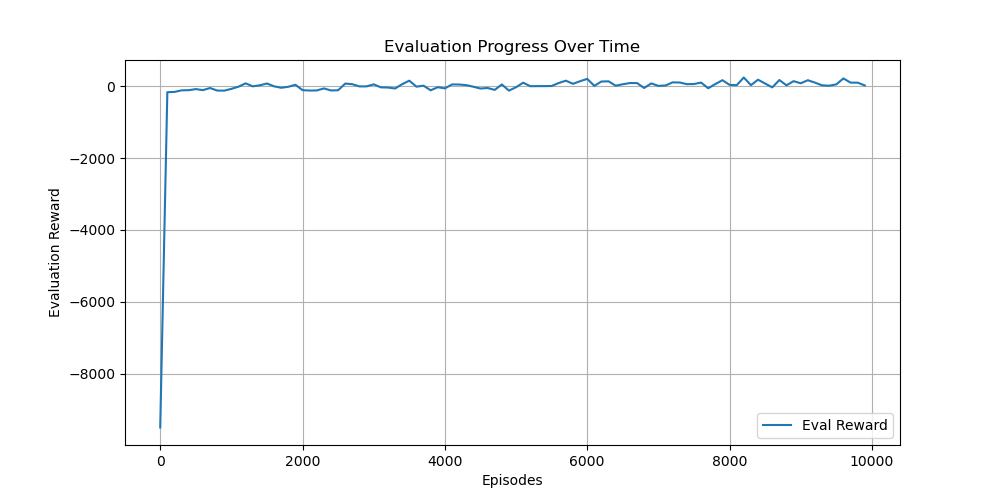 Evaluation Progress Over Time
Evaluation Reward
0
−2000
−4000
−6000
−8000
Eval Reward
0 2000 4000 6000 8000 10000
Episodes